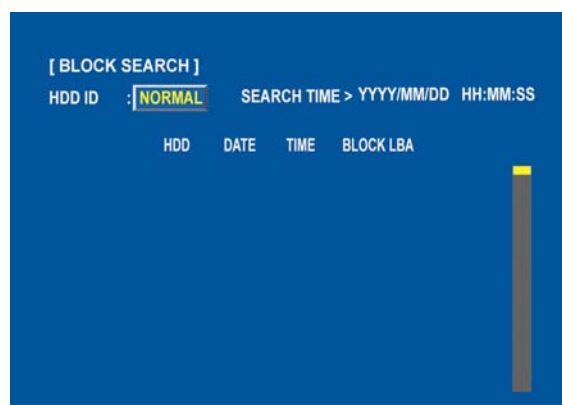 [ BLOCK SEARCH ]
HDD ID : NORMAL SEARCH TIME > YYYY/MM/DD HH:MM:SS
HDD DATE TIME BLOCK LBA